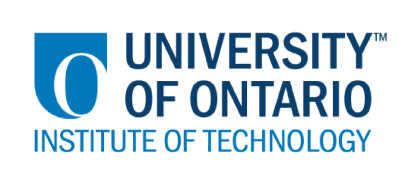 UNIVERSITY™
OF ONTARIO
INSTITUTE OF TECHNOLOGY